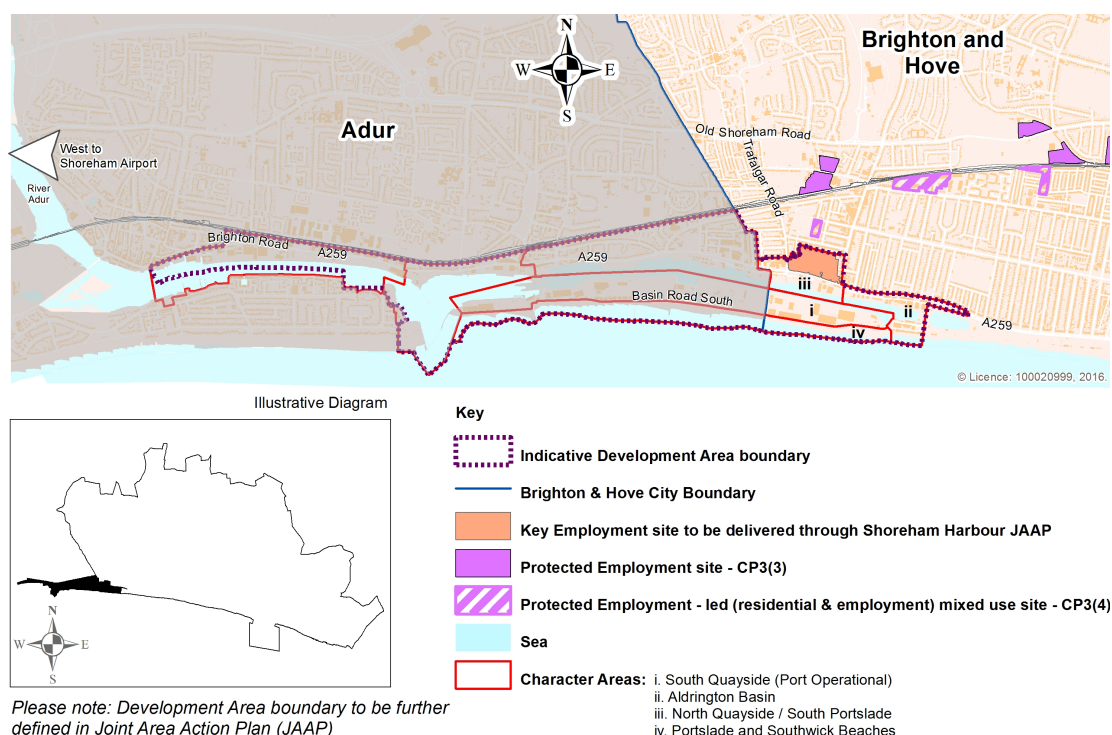 N
W
E
S
Brighton and
Hove
Adur
Old Shoreham Road
Trafalgar Road
West to
Shoreham Airport
River
Adur
Brighton Road
A259
A259
Basin Road South
iii
i
ii
iv
A259
© Licence: 100020999, 2016.
Illustrative Diagram
N
W
E
S
Please note: Development Area boundary to be further
defined in Joint Area Action Plan (JAAP)
Key
Indicative Development Area boundary
Brighton & Hove City Boundary
Key Employment site to be delivered through Shoreham Harbour JAAP
Protected Employment site - CP3(3)
Protected Employment - led (residential & employment) mixed use site - CP3(4)
Sea
Character Areas: i. South Quayside (Port Operational)
ii. Aldrington Basin
iii. North Quayside / South Portslade
iv. Portslade and Southwick Beaches